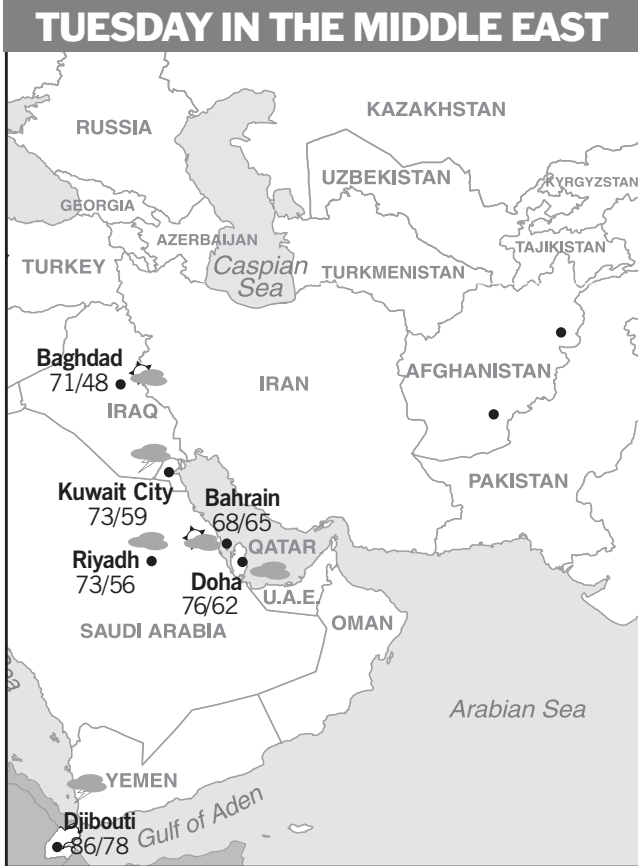 TUESDAY IN THE MIDDLE EAST
KAZAKHSTAN
RUSSIA
UZBEKISTAN
KYRGYZSTAN
GEORGIA
AZERBAIJAN
TAJIKISTAN
TURKEY
Caspian
Sea
TURKMENISTAN
Baghdad
71/48
IRAN
AFGHANISTAN
IRAQ
PAKISTAN
Kuwait City
73/59
Bahrain
68/65
QATAR
Riyadh
73/56
Doha
76/62
U.A.E.
SAUDI ARABIA
OMAN
Arabian Sea
YEMEN
Gulf of Aden
Djibouti
86/78